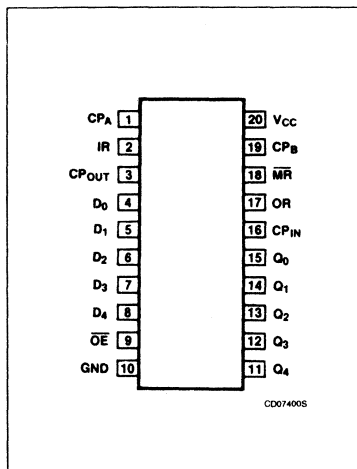 CPA 1 20 VCC
IR 2 19 CPB
CPOUT 3 18 M̅R̅
D0 4 17 OR
D1 5 16 CPIN
D2 6 15 Q0
D3 7 14 Q1
D4 8 13 Q2
O̅E̅ 9 12 Q3
GND 10 11 Q4
CD07400S